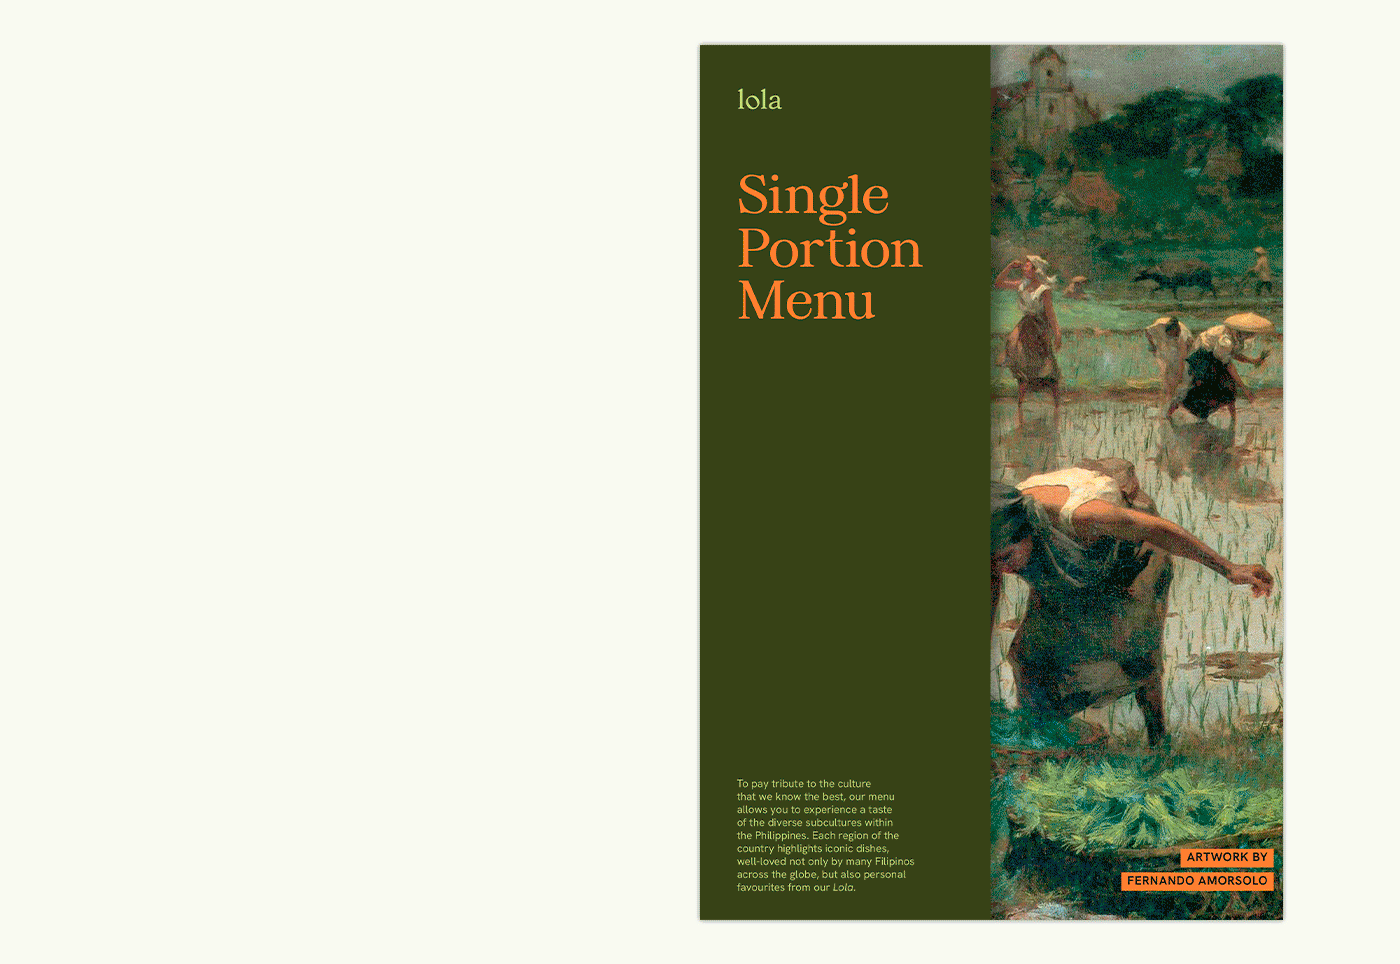 lola
Single
Portion
Menu
To pay tribute to the culture
that we know the best, our menu
allows you to experience a taste
of the diverse subcultures within
the Philippines. Each region of the
country highlights iconic dishes,
well-loved not only by many Filipinos
across the globe, but also personal
favourites from our Lola.
ARTWORK BY
FERNANDO AMORSOLO